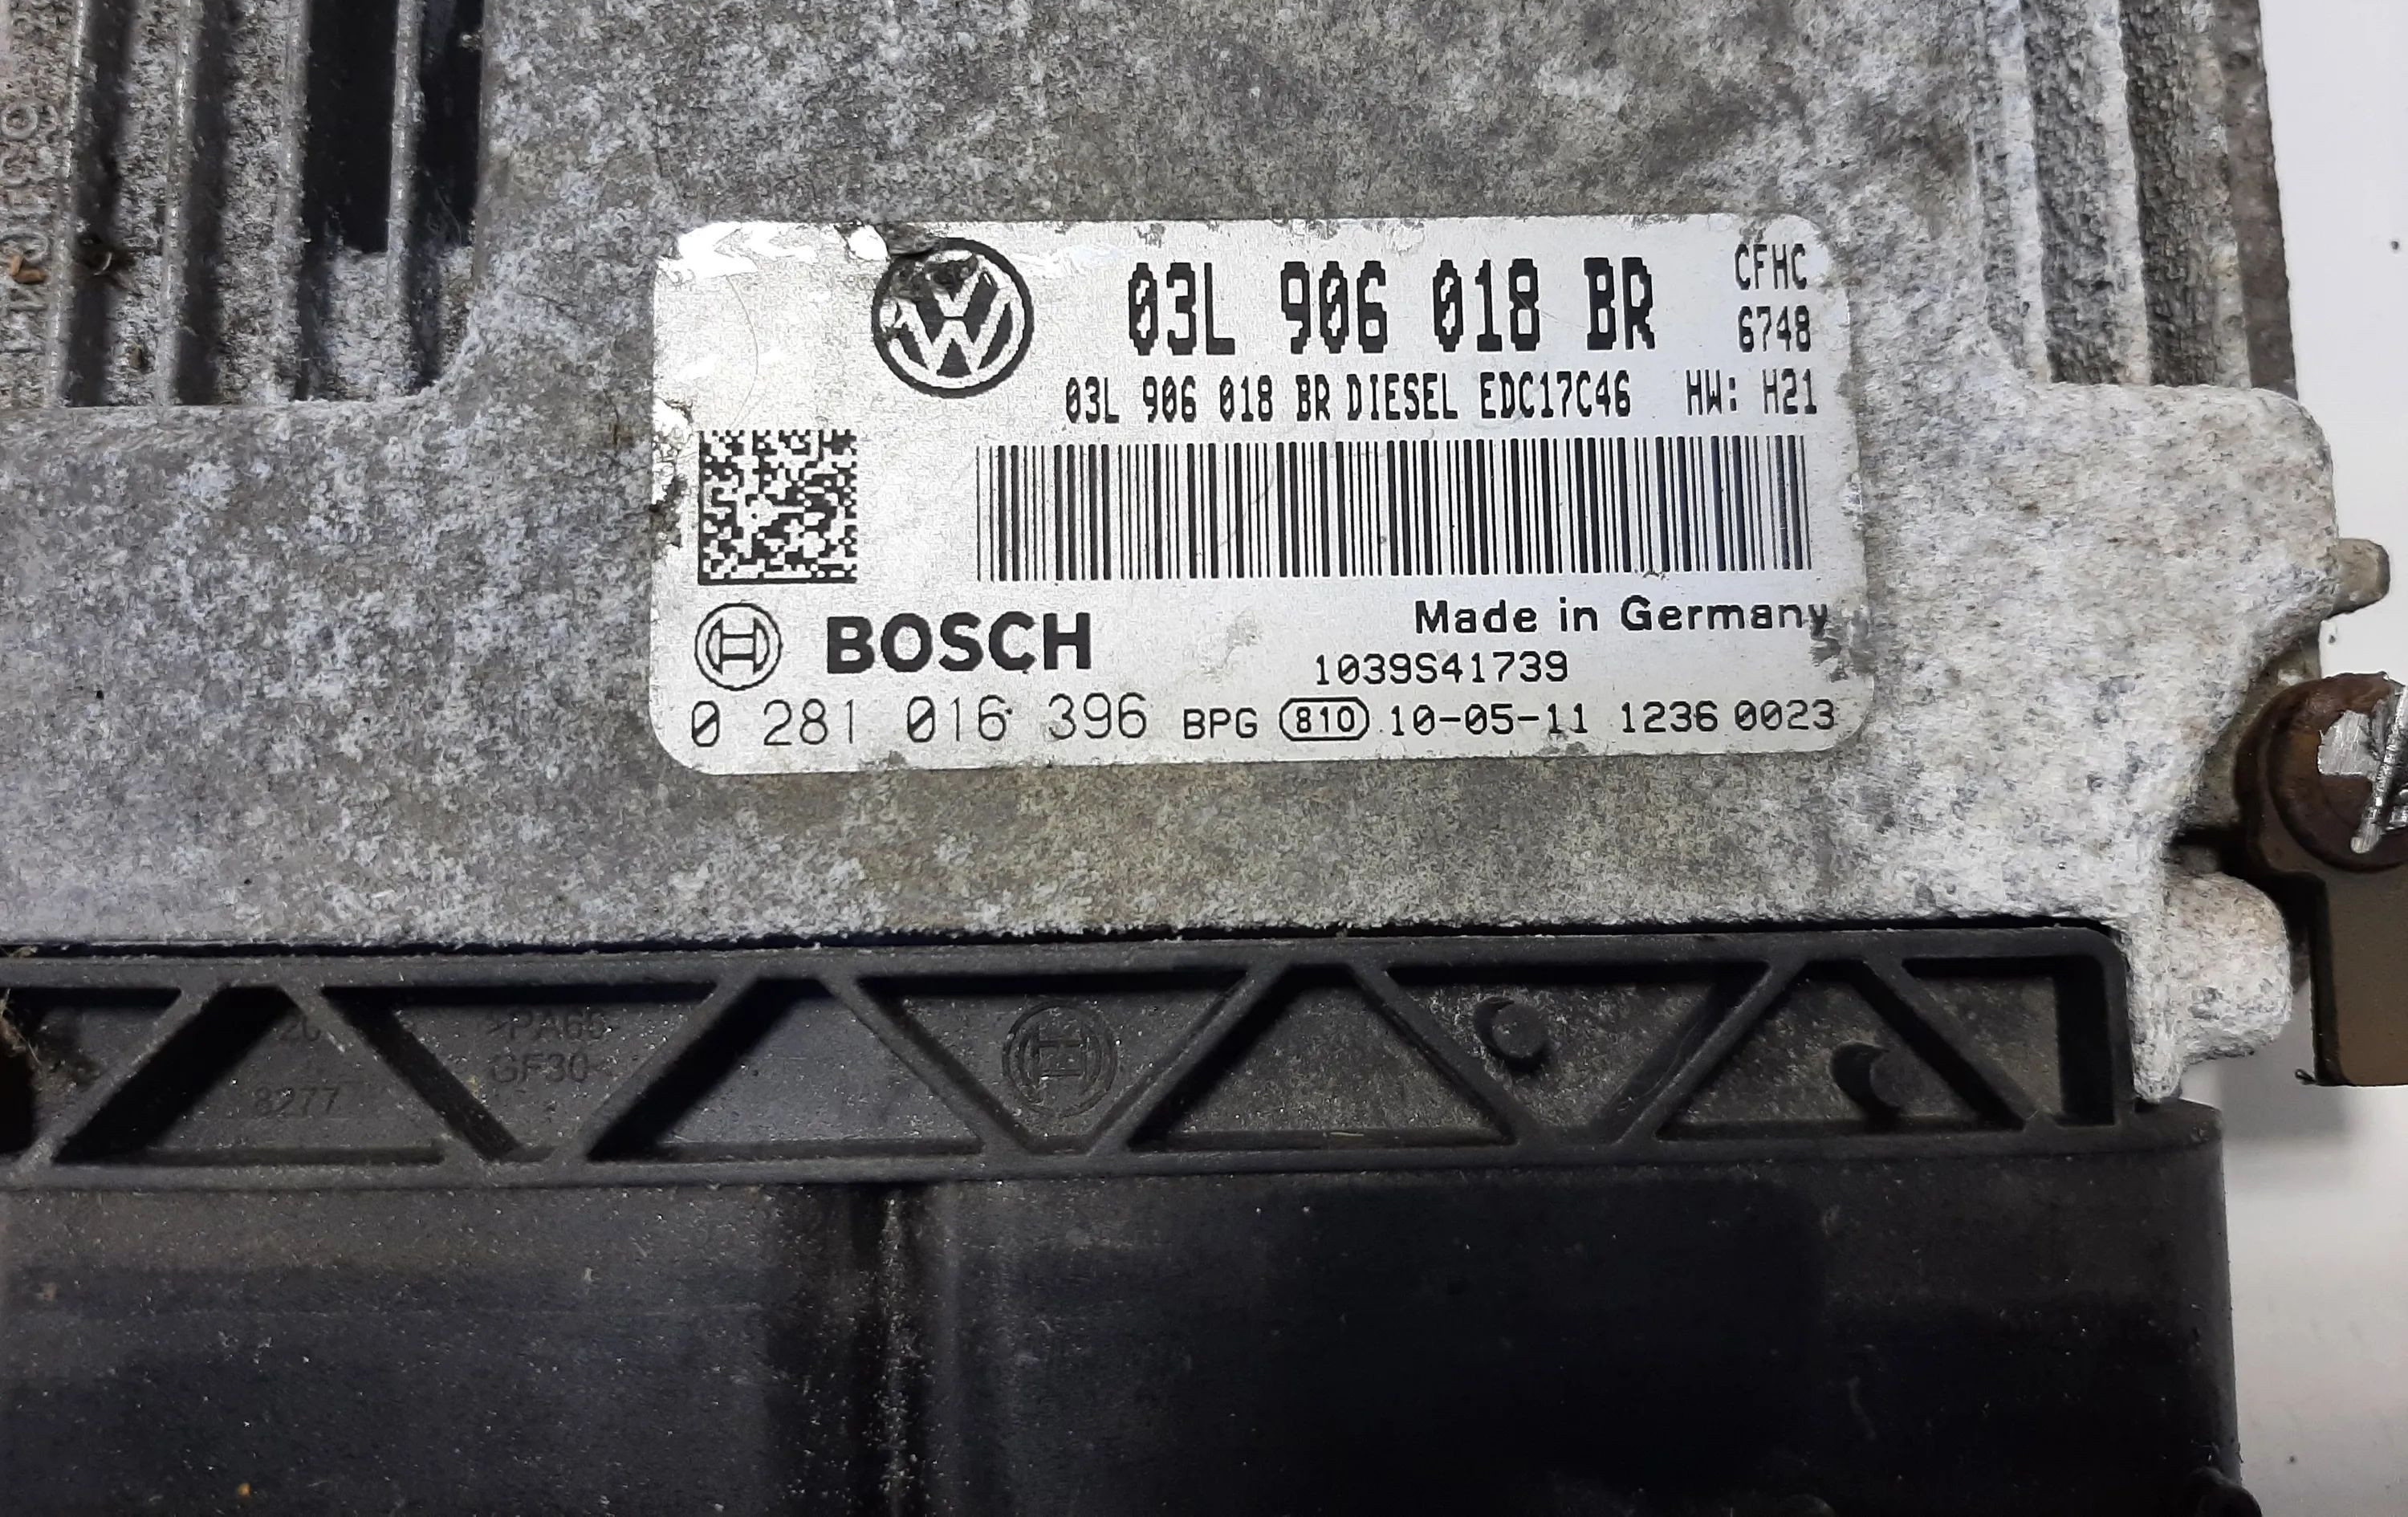 03L 906 018 BR
CFHC
6748
03L 906 018 BR DIESEL EDC17C46 HW: H21
BOSCH
Made in Germany
1039S41739
0 281 016 396 BPG 810 10-05-11 1236 0023
>PA66-
GF30<
8277